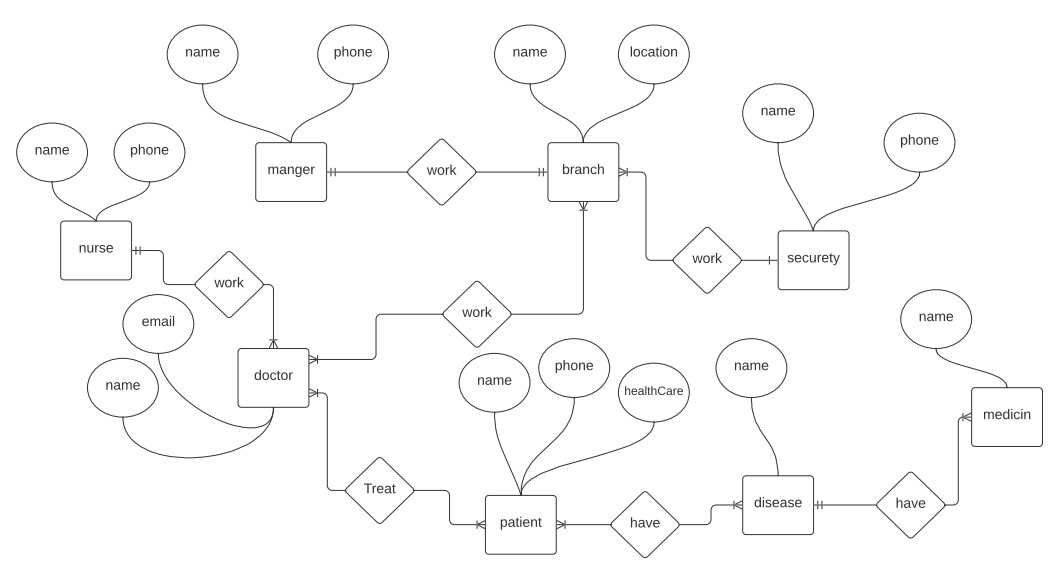 name
phone
name
location
name
phone
name
phone
manger
work
branch
nurse
work
securety
work
email
work
name
doctor
name
phone
healthCare
name
name
medicin
Treat
patient
have
disease
have